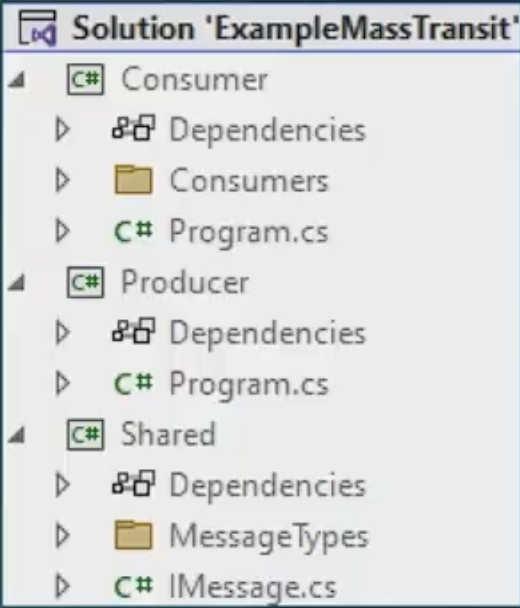 Solution 'ExampleMassTransit'
C# Consumer
Dependencies
Consumers
C# Program.cs
C# Producer
Dependencies
C# Program.cs
C# Shared
Dependencies
MessageTypes
C# IMessage.cs